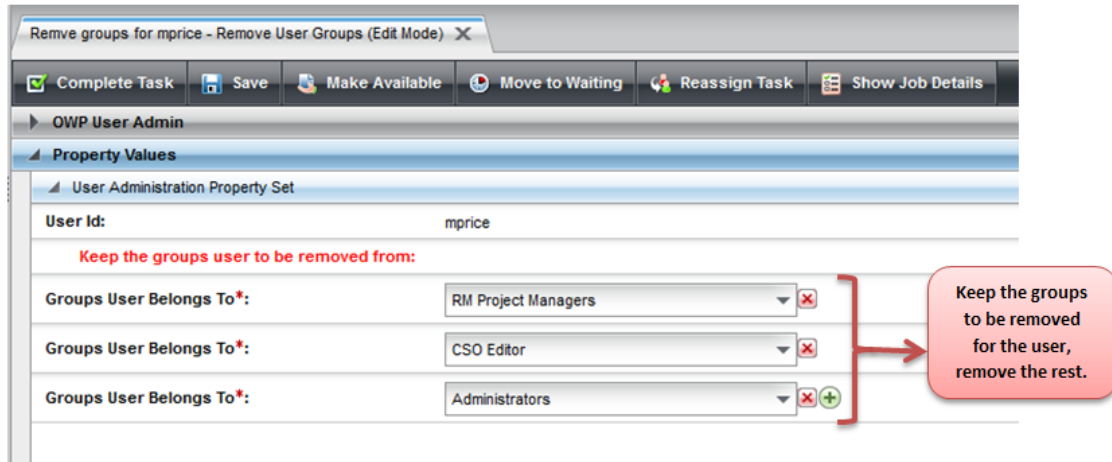 Remve groups for mprice - Remove User Groups (Edit Mode)
Complete Task Save Make Available Move to Waiting Reassign Task Show Job Details
OWP User Admin
Property Values
User Administration Property Set
User Id: mprice
Keep the groups user to be removed from:
Groups User Belongs To*: RM Project Managers
Groups User Belongs To*: CSO Editor
Groups User Belongs To*: Administrators
Keep the groups
to be removed
for the user,
remove the rest.